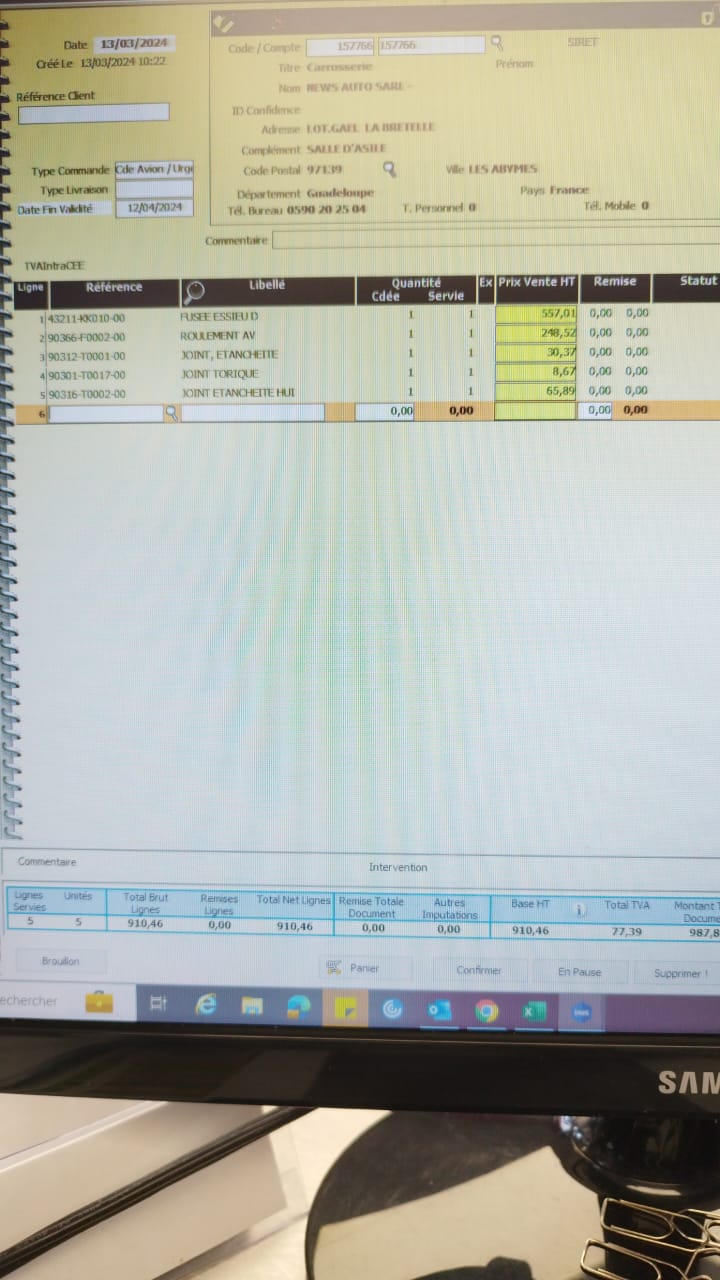 Date 13/03/2024
Créé Le 13/03/2024 10:22
Référence Client
Type Commande Cde Avion / Urg
Type Livraison
Date Fin Validité 12/04/2024
Code / Compte 157766 157766 SIRET
Titre Carrosserie Prénom
Nom NEWS AUTO SARL -
ID Confidence
Adresse LOT.GAEL LA BRETELLE
Complément SALLE D'ASILE
Code Postal 97139 Ville LES ABYMES
Département Guadeloupe Pays France
Tél. Bureau 0590 20 25 04 T. Personnel 0 Tél. Mobile 0
Commentaire
TVAIntraCEE
Ligne Référence Libellé Quantité Cdée Servie Ex Prix Vente HT Remise Statut
1 43211-KK010-00 FUSEE ESSIEU D 1 1 557,01 0,00 0,00
2 90366-F0002-00 ROULEMENT AV 1 1 248,52 0,00 0,00
3 90312-T0001-00 JOINT, ETANCHEITE 1 1 30,37 0,00 0,00
4 90301-T0017-00 JOINT TORIQUE 1 1 8,67 0,00 0,00
5 90316-T0002-00 JOINT ETANCHEITE HUI 1 1 65,89 0,00 0,00
6 0,00 0,00 0,00 0,00
Commentaire Intervention
Lignes Servies Unités Total Brut Lignes Remises Lignes Total Net Lignes Remise Totale Document Autres Imputations Base HT Total TVA Montant T Docume
5 5 910,46 0,00 910,46 0,00 0,00 910,46 77,39 987,8
Brouillon Panier Confirmer En Pause Supprimer !
echercher
SAM